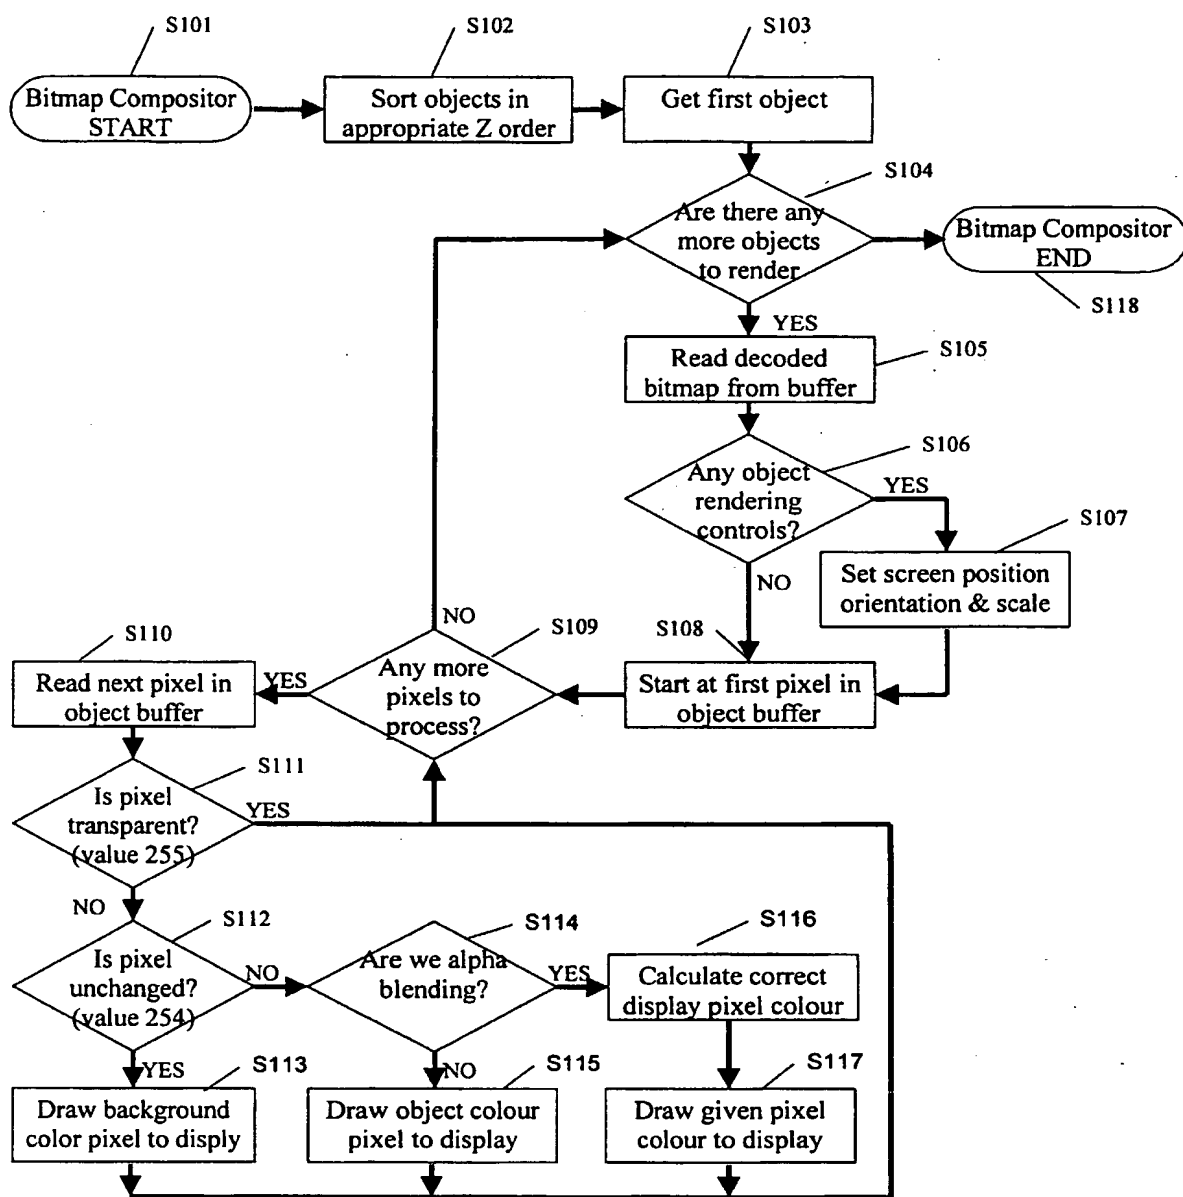 S101
S102
S103
Bitmap Compositor
START
Sort objects in
appropriate Z order
Get first object
S104
Are there any
more objects
to render
Bitmap Compositor
END
S118
YES
Read decoded
bitmap from buffer
S105
S106
Any object
rendering
controls?
YES
S107
NO
Set screen position
orientation & scale
NO
S110
S109
S108
Read next pixel in
object buffer
YES
Any more
pixels to
process?
Start at first pixel in
object buffer
S111
Is pixel
transparent?
(value 255)
YES
NO
S112
S114
S116
Is pixel
unchanged?
(value 254)
NO
Are we alpha
blending?
YES
Calculate correct
display pixel colour
YES
S113
NO
S115
S117
Draw background
color pixel to disply
Draw object colour
pixel to display
Draw given pixel
colour to display